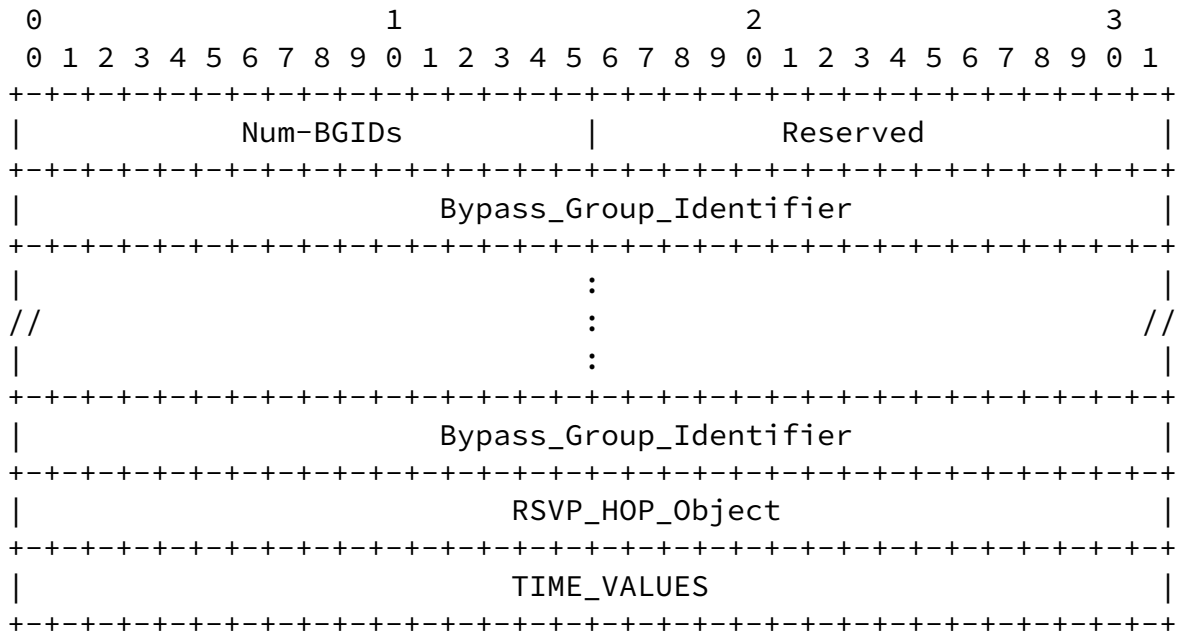 0                   1                   2                   3
 0 1 2 3 4 5 6 7 8 9 0 1 2 3 4 5 6 7 8 9 0 1 2 3 4 5 6 7 8 9 0 1
+-+-+-+-+-+-+-+-+-+-+-+-+-+-+-+-+-+-+-+-+-+-+-+-+-+-+-+-+-+-+-+-+
|            Num-BGIDs          |          Reserved             |
+-+-+-+-+-+-+-+-+-+-+-+-+-+-+-+-+-+-+-+-+-+-+-+-+-+-+-+-+-+-+-+-+
|                       Bypass_Group_Identifier                 |
+-+-+-+-+-+-+-+-+-+-+-+-+-+-+-+-+-+-+-+-+-+-+-+-+-+-+-+-+-+-+-+-+
|                               :                               |
//                              :                              //
|                               :                               |
+-+-+-+-+-+-+-+-+-+-+-+-+-+-+-+-+-+-+-+-+-+-+-+-+-+-+-+-+-+-+-+-+
|                       Bypass_Group_Identifier                 |
+-+-+-+-+-+-+-+-+-+-+-+-+-+-+-+-+-+-+-+-+-+-+-+-+-+-+-+-+-+-+-+-+
|                           RSVP_HOP_Object                     |
+-+-+-+-+-+-+-+-+-+-+-+-+-+-+-+-+-+-+-+-+-+-+-+-+-+-+-+-+-+-+-+-+
|                           TIME_VALUES                         |
+-+-+-+-+-+-+-+-+-+-+-+-+-+-+-+-+-+-+-+-+-+-+-+-+-+-+-+-+-+-+-+-+